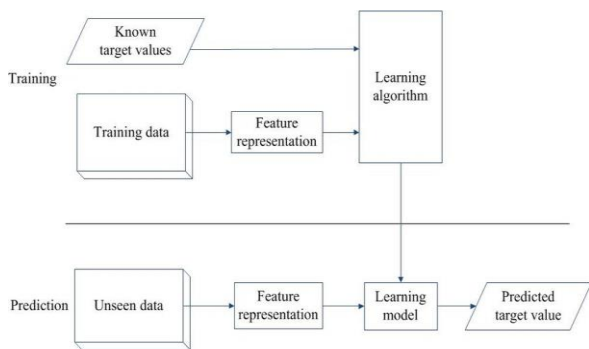 Known
target values
Training
Learning
algorithm
Training data
Feature
representation
Prediction
Unseen data
Feature
representation
Learning
model
Predicted
target value